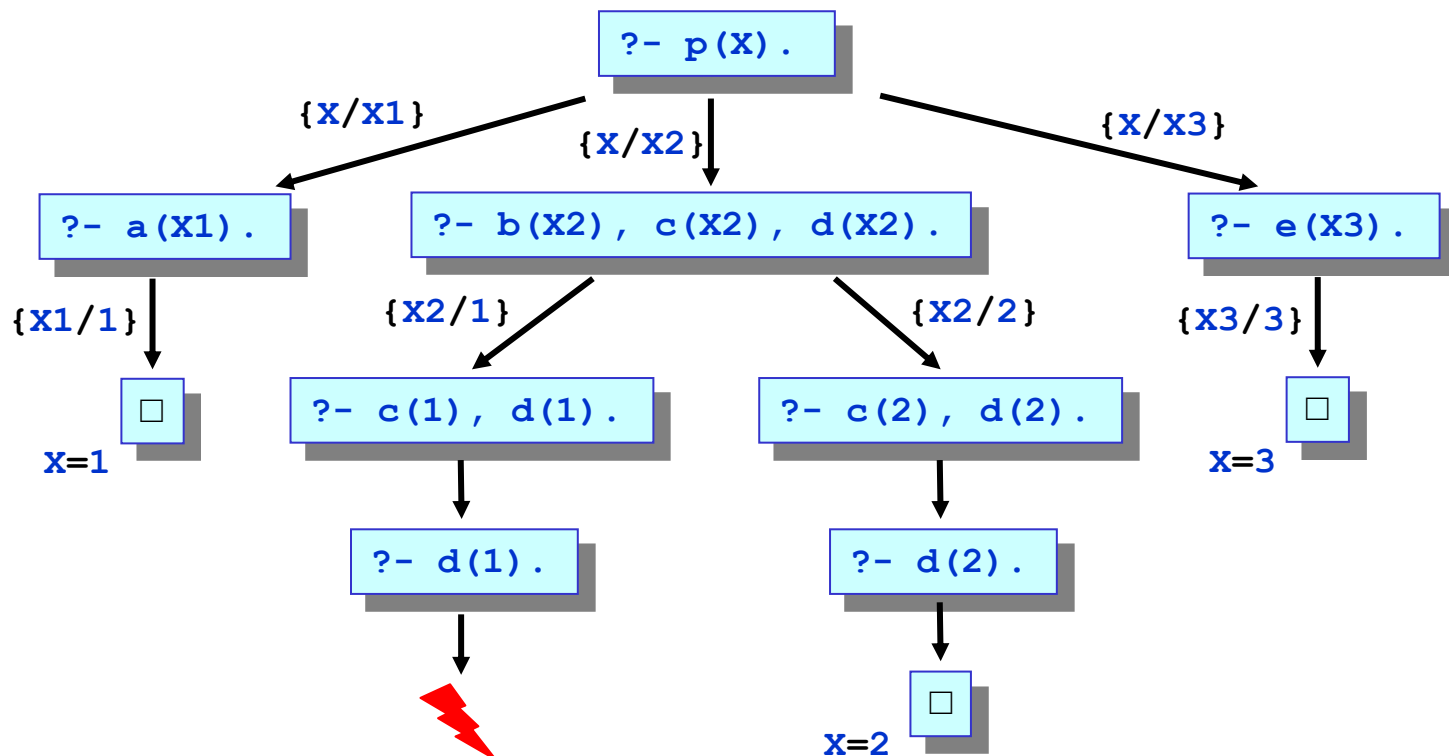 ?- p(X).
{X/X1}
{X/X2}
{X/X3}
?- a(X1).
?- b(X2), c(X2), d(X2).
?- e(X3).
{X1/1}
{X2/1}
{X2/2}
{X3/3}
□
?- c(1), d(1).
?- c(2), d(2).
□
X=1
X=3
?- d(1).
?- d(2).
□
X=2